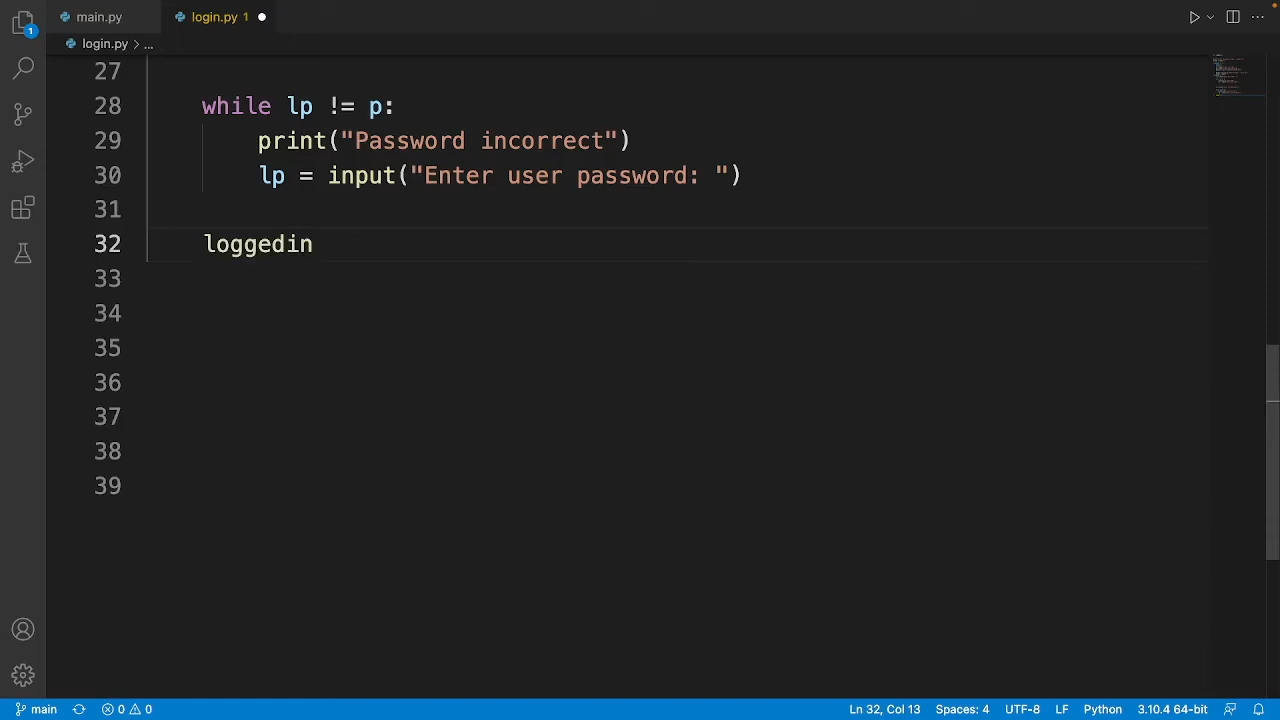 main.py
login.py 1
login.py > ...
27
28 while lp != p:
29 print("Password incorrect")
30 lp = input("Enter user password: ")
31
32 loggedin
33
34
35
36
37
38
39
1
main 0 0 Ln 32, Col 13 Spaces: 4 UTF-8 LF Python 3.10.4 64-bit